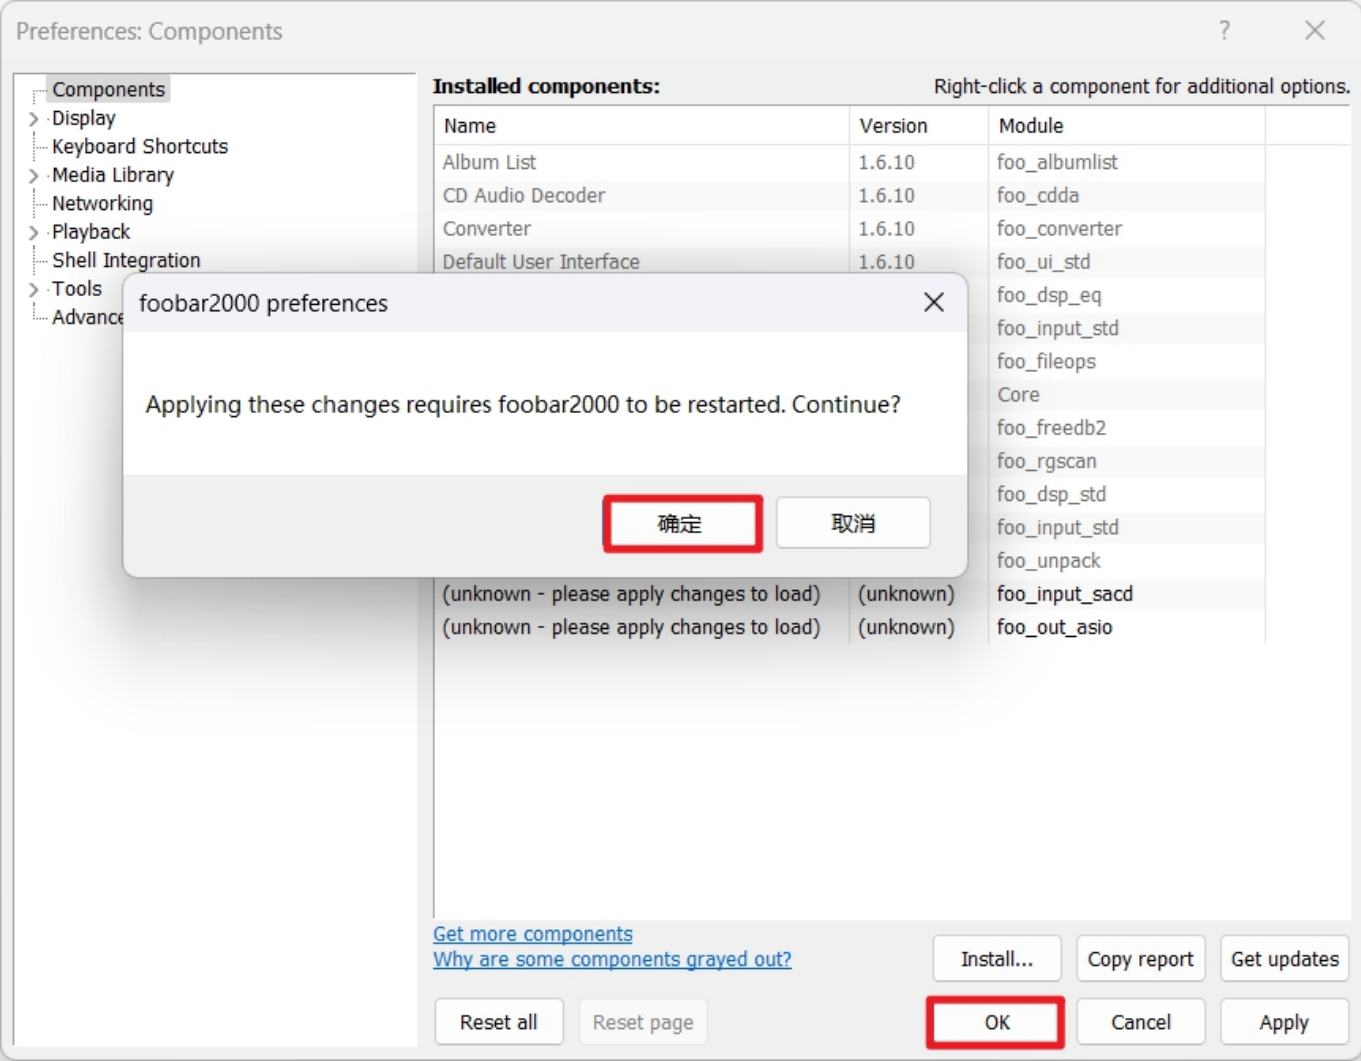 Preferences: Components
?
Components
Display
Keyboard Shortcuts
Media Library
Networking
Playback
Shell Integration
Tools
Advance
Installed components:
Right-click a component for additional options.
Name Version Module
Album List 1.6.10 foo_albumlist
CD Audio Decoder 1.6.10 foo_cdda
Converter 1.6.10 foo_converter
Default User Interface 1.6.10 foo_ui_std
foo_dsp_eq
foo_input_std
foo_fileops
Core
foo_freedb2
foo_rgscan
foo_dsp_std
foo_input_std
foo_unpack
(unknown - please apply changes to load) (unknown) foo_input_sacd
(unknown - please apply changes to load) (unknown) foo_out_asio
foobar2000 preferences
Applying these changes requires foobar2000 to be restarted. Continue?
确定 取消
Get more components
Why are some components grayed out?
Install... Copy report Get updates
Reset all Reset page OK Cancel Apply